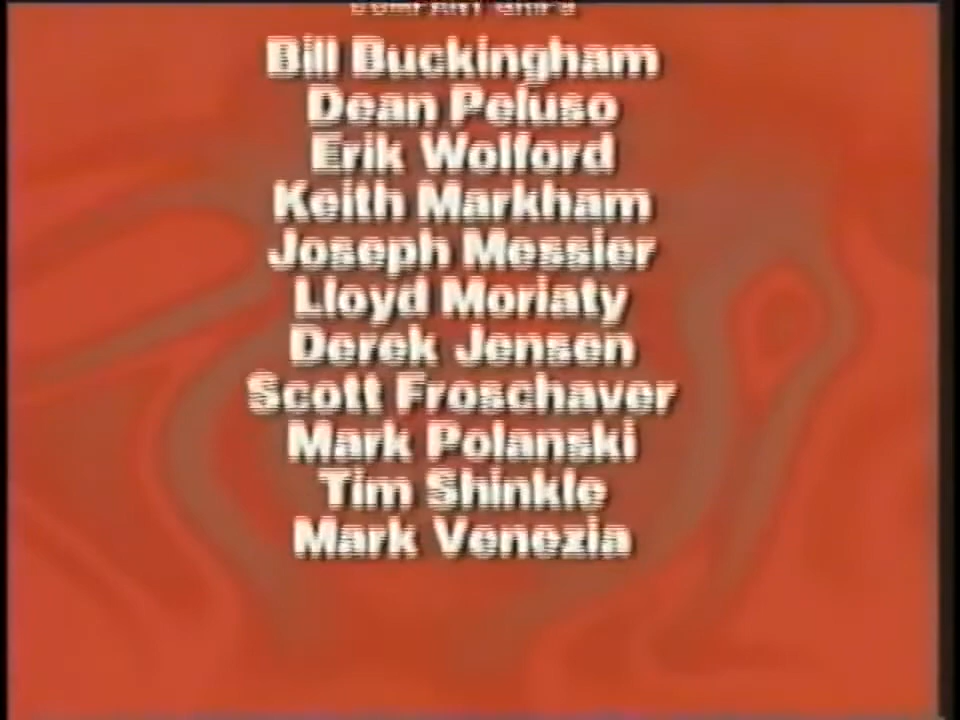 Bill Buckingham
Dean Peluso
Erik Wolford
Keith Markham
Joseph Messier
Lloyd Moriaty
Derek Jensen
Scott Froschaver
Mark Polanski
Tim Shinkle
Mark Venezia